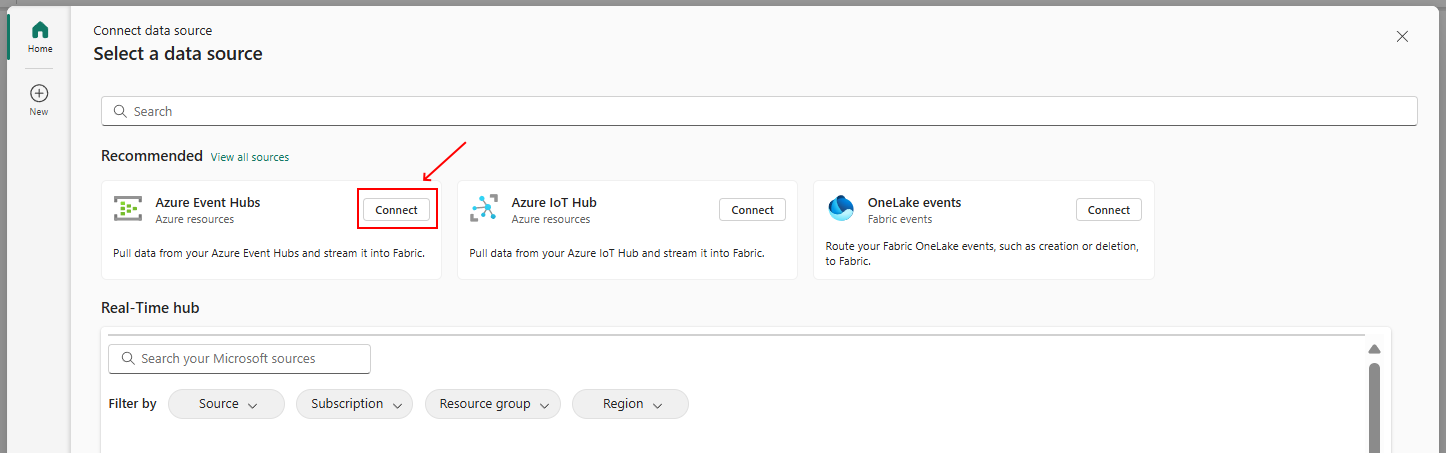 Home
New
Connect data source
Select a data source
Search
Recommended View all sources
Azure Event Hubs
Azure resources
Connect
Pull data from your Azure Event Hubs and stream it into Fabric.
Azure IoT Hub
Azure resources
Connect
Pull data from your Azure IoT Hub and stream it into Fabric.
OneLake events
Fabric events
Connect
Route your Fabric OneLake events, such as creation or deletion,
to Fabric.
Real-Time hub
Search your Microsoft sources
Filter by Source Subscription Resource group Region